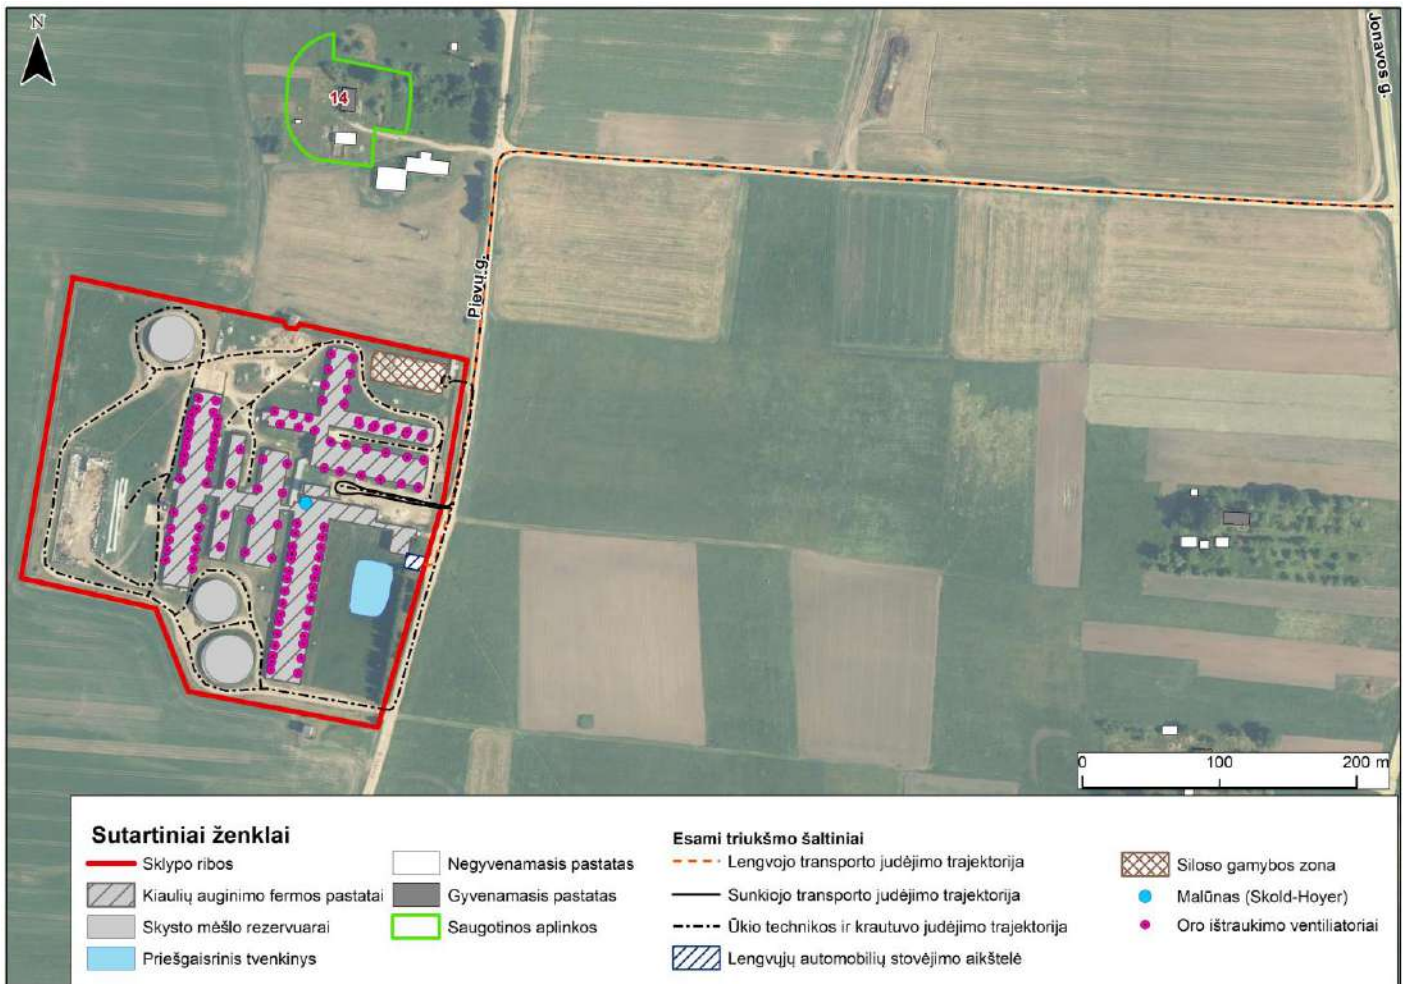 N
Jonavos g.
14
Pievų g.
0 100 200 m
Sutartiniai ženklai
Sklypo ribos
Kiaulių auginimo fermos pastatai
Skysto mėšlo rezervuarai
Priešgaisrinis tvenkinys
Negyvenamasis pastatas
Gyvenamasis pastatas
Saugotinos aplinkos
Esami triukšmo šaltiniai
Lengvojo transporto judėjimo trajektorija
Sunkiojo transporto judėjimo trajektorija
Ūkio technikos ir krautuvo judėjimo trajektorija
Lengvųjų automobilių stovėjimo aikštelė
Siloso gamybos zona
Malūnas (Skold-Hoyer)
Oro ištraukimo ventiliatoriai